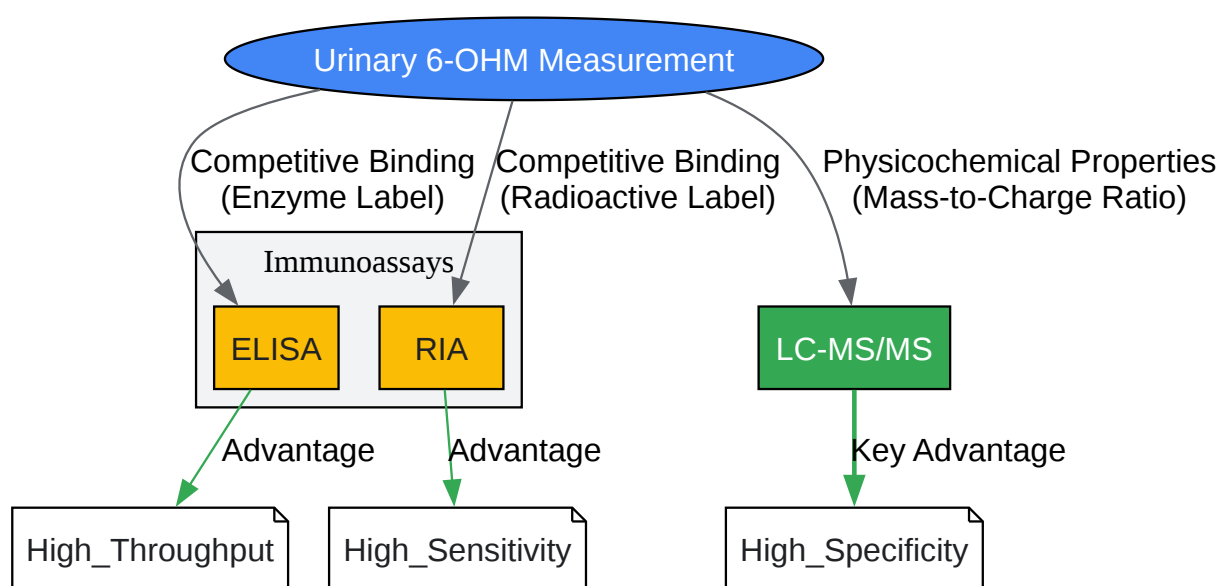 Urinary 6-OHM Measurement
Competitive Binding
(Enzyme Label)
Competitive Binding
(Radioactive Label)
Physicochemical Properties
(Mass-to-Charge Ratio)
Immunoassays
ELISA
RIA
LC-MS/MS
Advantage
Advantage
Key Advantage
High_Throughput
High_Sensitivity
High_Specificity